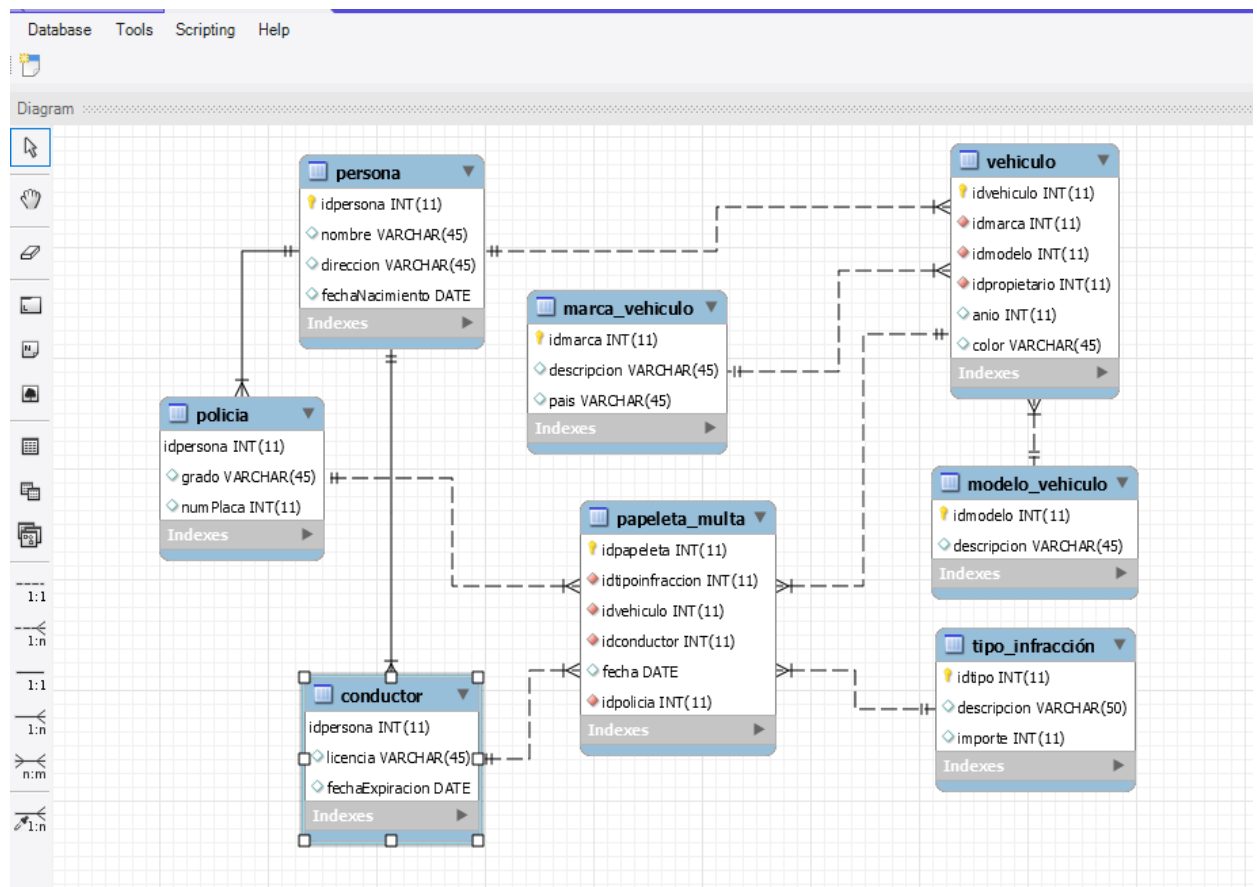 Database Tools Scripting Help
Diagram
persona
idpersona INT(11)
nombre VARCHAR(45)
direccion VARCHAR(45)
fechaNacimiento DATE
Indexes
vehiculo
idvehiculo INT(11)
idmarca INT(11)
idmodelo INT(11)
idpropietario INT(11)
anio INT(11)
color VARCHAR(45)
Indexes
marca_vehiculo
idmarca INT(11)
descripcion VARCHAR(45)
pais VARCHAR(45)
Indexes
policia
idpersona INT(11)
grado VARCHAR(45)
numPlaca INT(11)
Indexes
modelo_vehiculo
idmodelo INT(11)
descripcion VARCHAR(45)
Indexes
papeleta_multa
idpapeleta INT(11)
idtipoinfraccion INT(11)
idvehiculo INT(11)
idconductor INT(11)
fecha DATE
idpolicia INT(11)
Indexes
tipo_infracción
idtipo INT(11)
descripcion VARCHAR(50)
importe INT(11)
Indexes
conductor
idpersona INT(11)
licencia VARCHAR(45)
fechaExpiracion DATE
Indexes
1:1
1:n
1:1
1:n
n:m
1:n